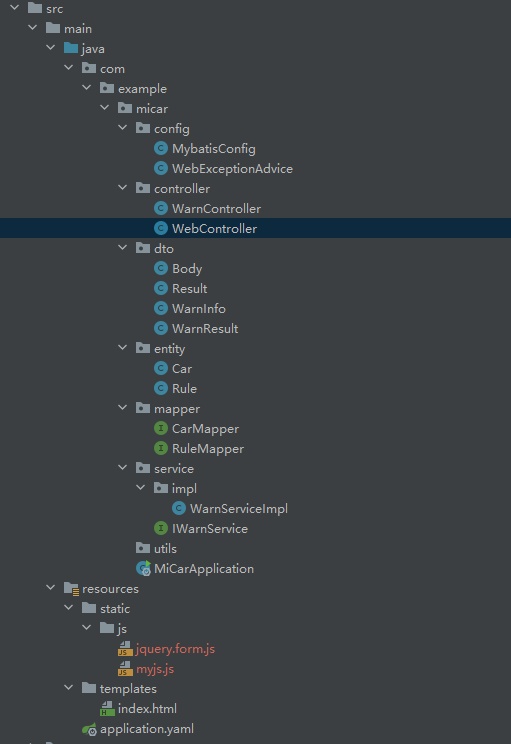 src
main
java
com
example
micar
config
MybatisConfig
WebExceptionAdvice
controller
WarnController
WebController
dto
Body
Result
WarnInfo
WarnResult
entity
Car
Rule
mapper
CarMapper
RuleMapper
service
impl
WarnServiceImpl
IWarnService
utils
MiCarApplication
resources
static
js
jquery.form.js
myjs.js
templates
index.html
application.yaml